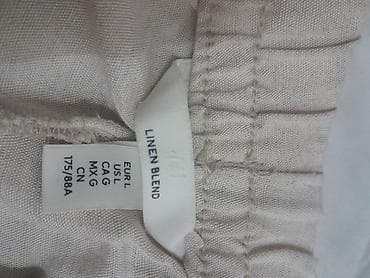 LINEN BLEND
EUR L
US L
CA G
MX G
CN
175/88A